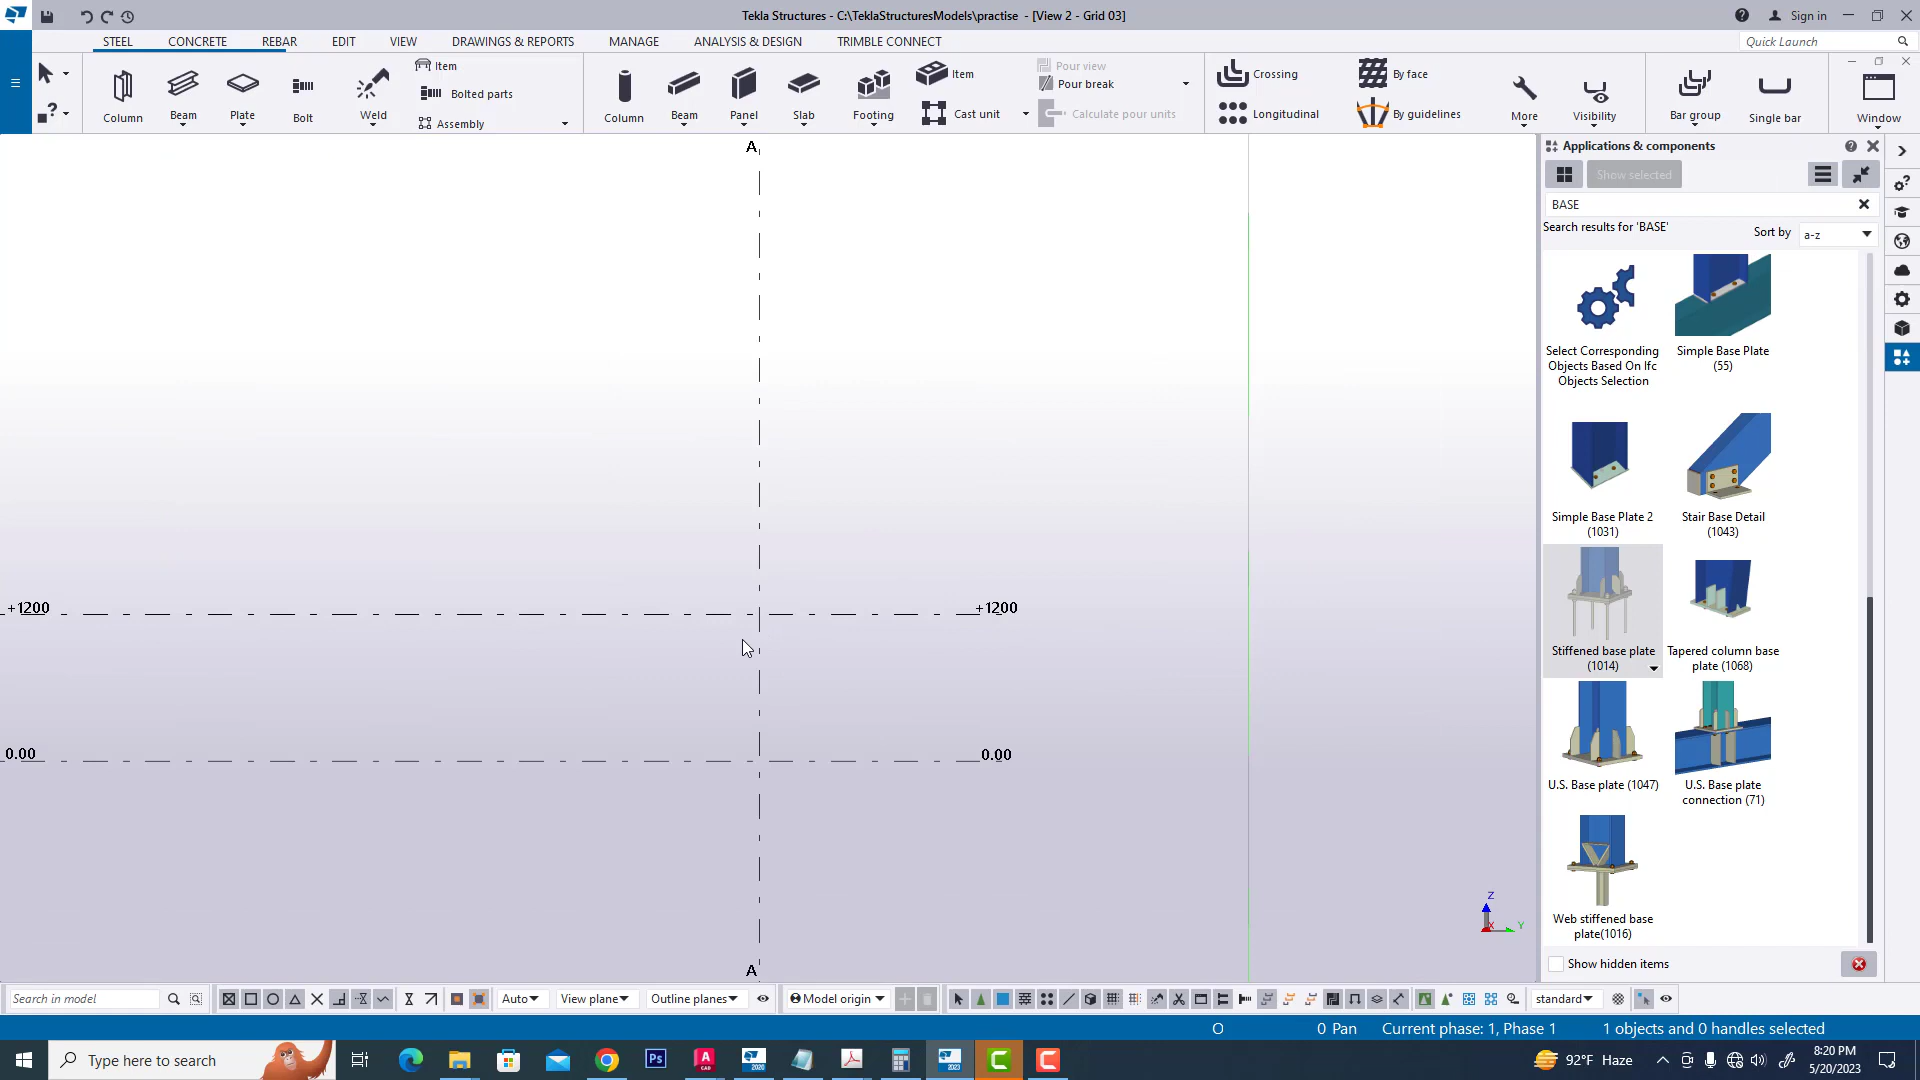 Tekla Structures - C:\TeklaStructuresModels\practise - [View 2 - Grid 03]
Sign in
STEEL
CONCRETE
REBAR
EDIT
VIEW
DRAWINGS & REPORTS
MANAGE
ANALYSIS & DESIGN
TRIMBLE CONNECT
Quick Launch
Column
Beam
Plate
Bolt
Weld
Item
Bolted parts
Assembly
Column
Beam
Panel
Slab
Footing
Item
Cast unit
Pour view
Pour break
Calculate pour units
Crossing
Longitudinal
By face
By guidelines
More
Visibility
Bar group
Single bar
Window
A
+1200
+1200
0.00
0.00
A
Z
X
Y
Applications & components
Show selected
BASE
Search results for 'BASE'
Sort by
a-z
Select Corresponding
Objects Based On Ifc
Objects Selection
Simple Base Plate
(55)
Simple Base Plate 2
(1031)
Stair Base Detail
(1043)
Stiffened base plate
(1014)
Tapered column base
plate (1068)
U.S. Base plate (1047)
U.S. Base plate
connection (71)
Web stiffened base
plate(1016)
Show hidden items
Search in model
Auto
View plane
Outline planes
Model origin
standard
O
0 Pan
Current phase: 1, Phase 1
1 objects and 0 handles selected
Type here to search
92°F Haze
8:20 PM
5/20/2023